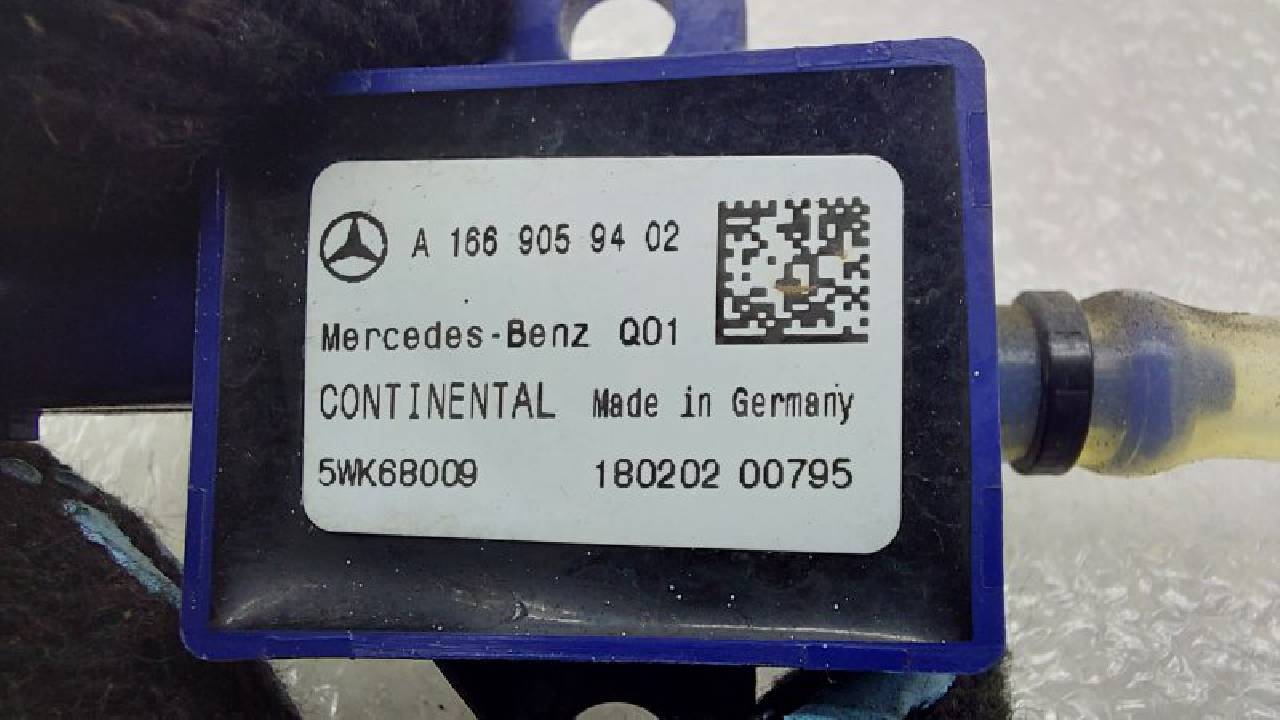 A 166 905 94 02
Mercedes-Benz Q01
CONTINENTAL Made in Germany
5WK68009 180202 00795